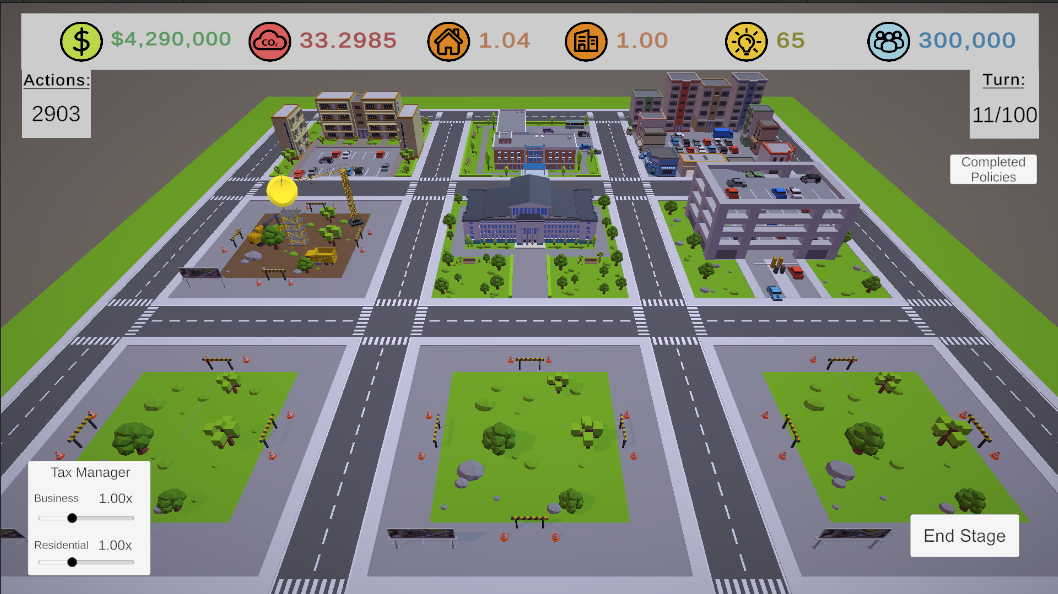 $4,290,000 CO₂ 33.2985 1.04 1.00 65 300,000
Actions:
2903
Turn:
11/100
Completed
Policies
Tax Manager
Business 1.00x
Residential 1.00x
End Stage